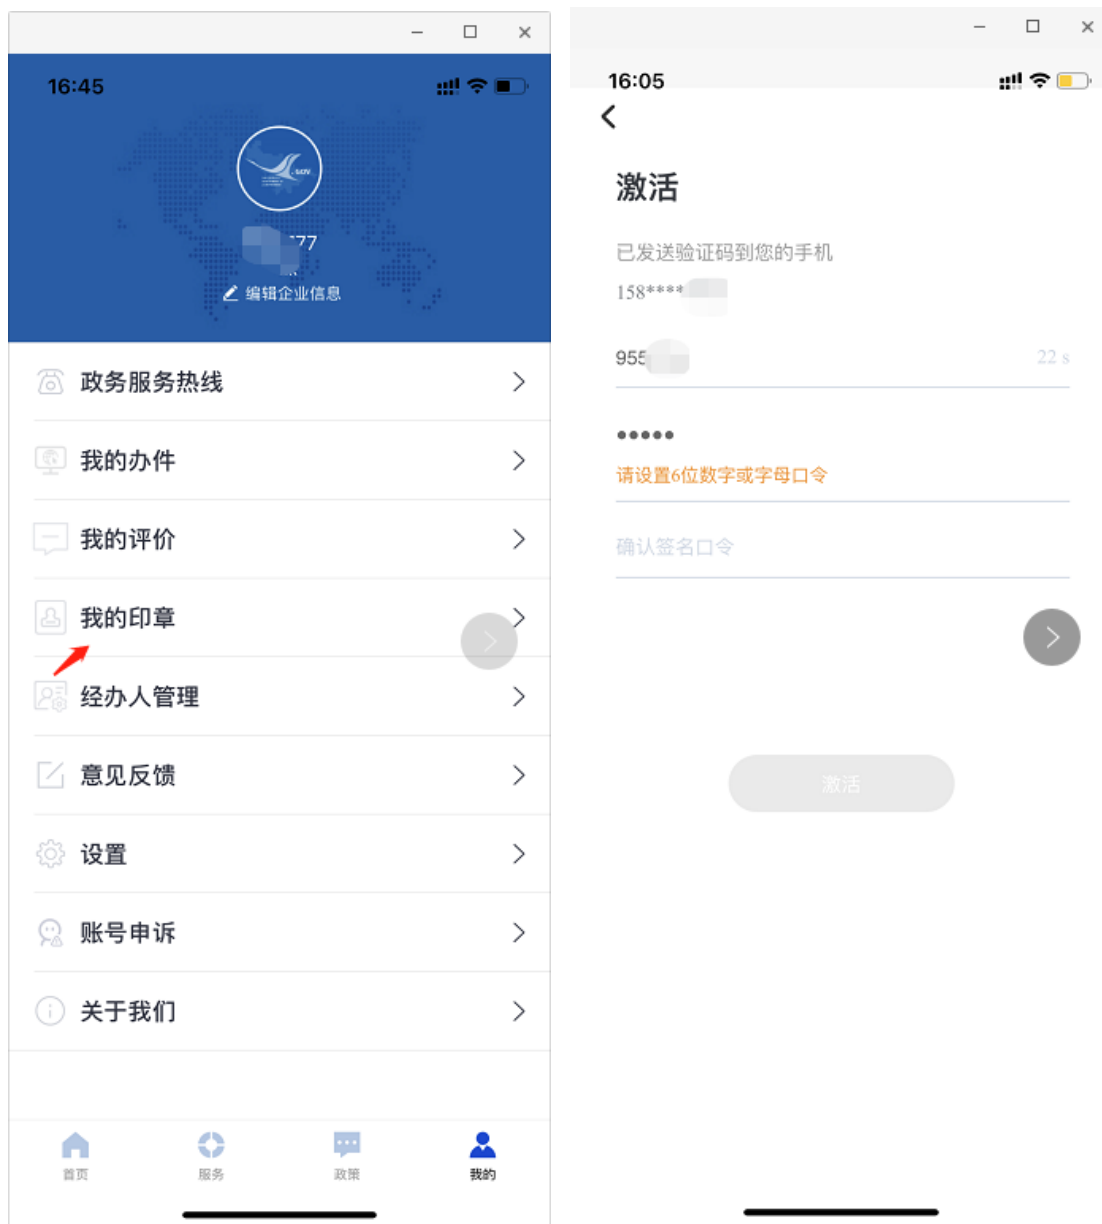 16:45
77
编辑企业信息
政务服务热线
我的办件
我的评价
我的印章
经办人管理
意见反馈
设置
账号申诉
关于我们
首页
服务
政策
我的
16:05
激活
已发送验证码到您的手机
158****
955
22 s
•••••
请设置6位数字或字母口令
确认签名口令
激活